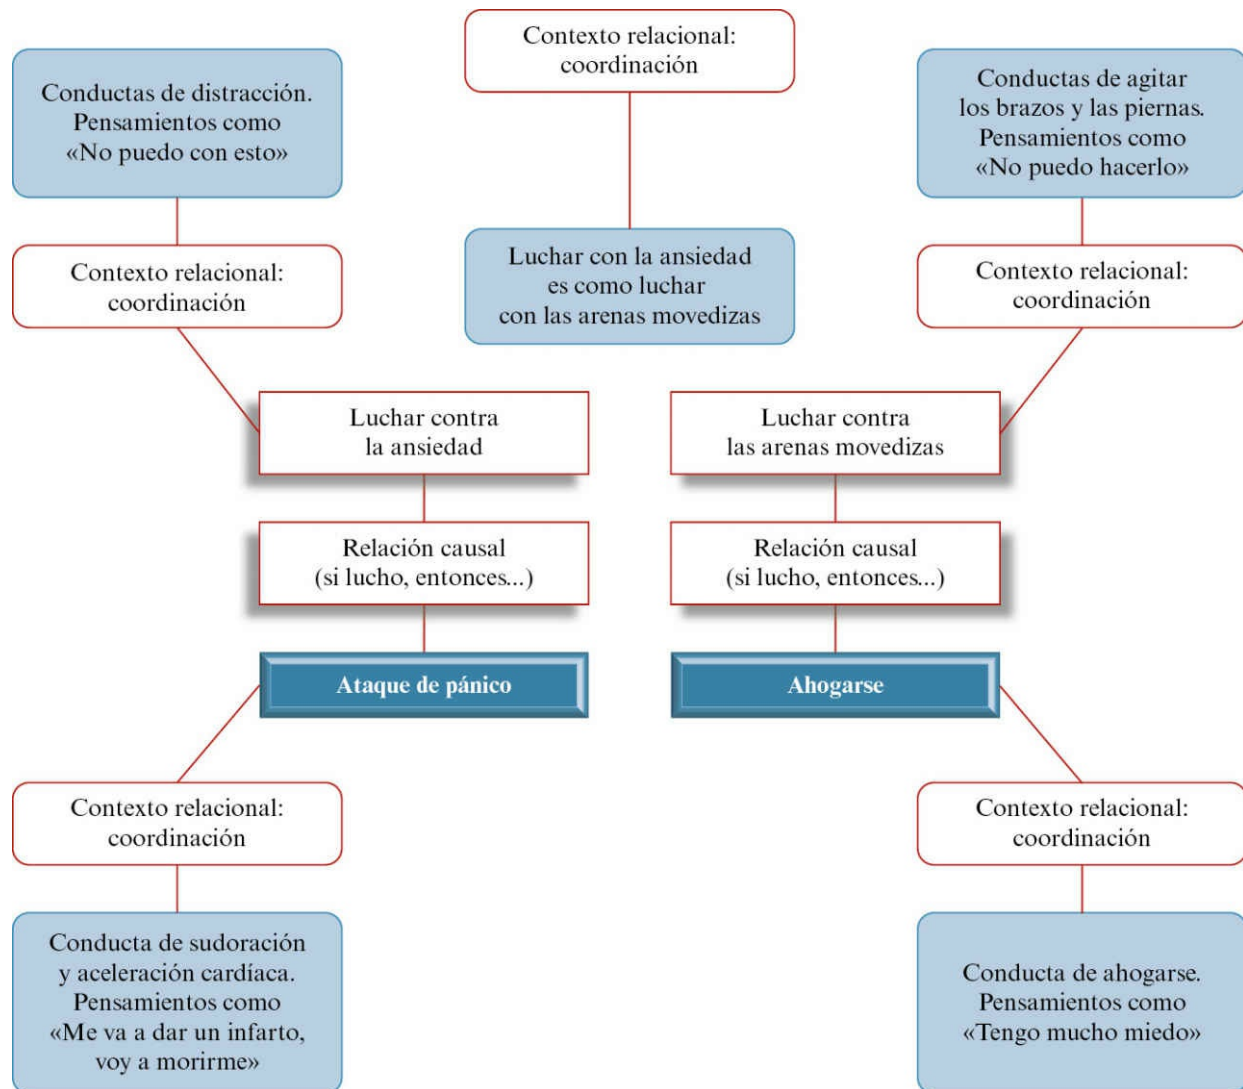 Contexto relacional:
coordinación
Conductas de distracción.
Pensamientos como
«No puedo con esto»
Conductas de agitar
los brazos y las piernas.
Pensamientos como
«No puedo hacerlo»
Contexto relacional:
coordinación
Luchar con la ansiedad
es como luchar
con las arenas movedizas
Contexto relacional:
coordinación
Luchar contra
la ansiedad
Luchar contra
las arenas movedizas
Relación causal
(si lucho, entonces...)
Relación causal
(si lucho, entonces...)
Ataque de pánico
Ahogarse
Contexto relacional:
coordinación
Contexto relacional:
coordinación
Conducta de sudoración
y aceleración cardíaca.
Pensamientos como
«Me va a dar un infarto,
voy a morirme»
Conducta de ahogarse.
Pensamientos como
«Tengo mucho miedo»